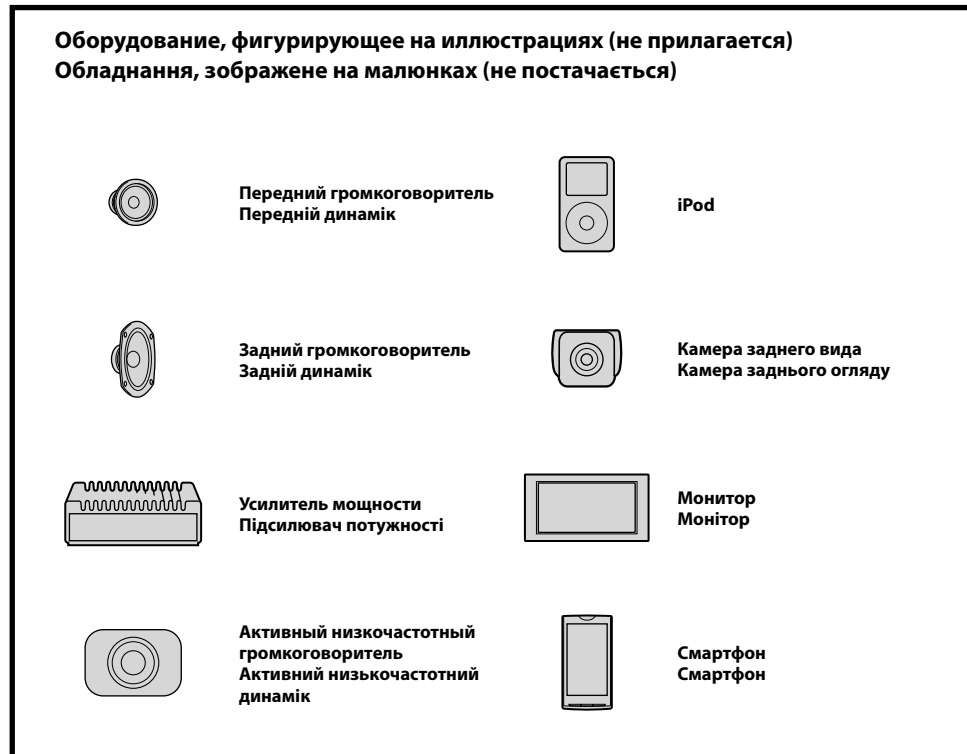 Оборудование, фигурирующее на иллюстрациях (не прилагается)
Обладнання, зображене на малюнках (не постачається)
Передний громкоговоритель
Передній динамік
iPod
Задний громкоговоритель
Задній динамік
Камера заднего вида
Камера заднього огляду
Усилитель мощности
Підсилювач потужності
Монитор
Монітор
Активный низкочастотный
громкоговоритель
Активний низькочастотний
динамік
Смартфон
Смартфон